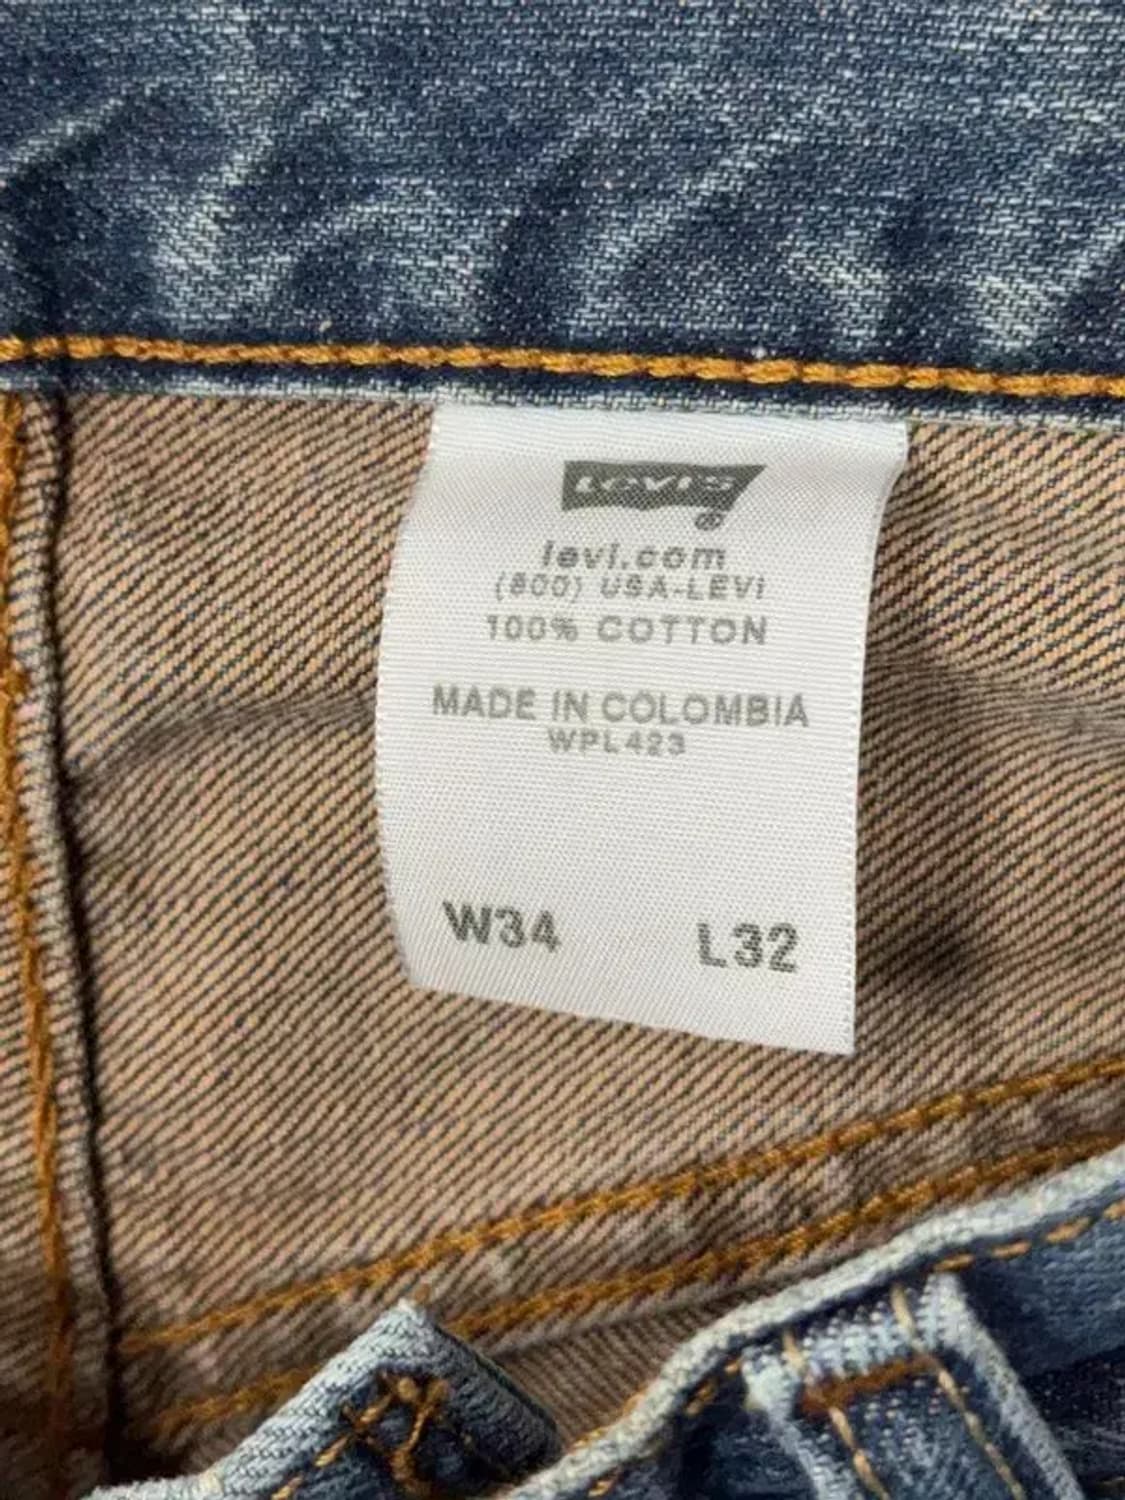 Levi's
®
levi.com
(800) USA-LEVI
100% COTTON
MADE IN COLOMBIA
WPL423
W34 L32